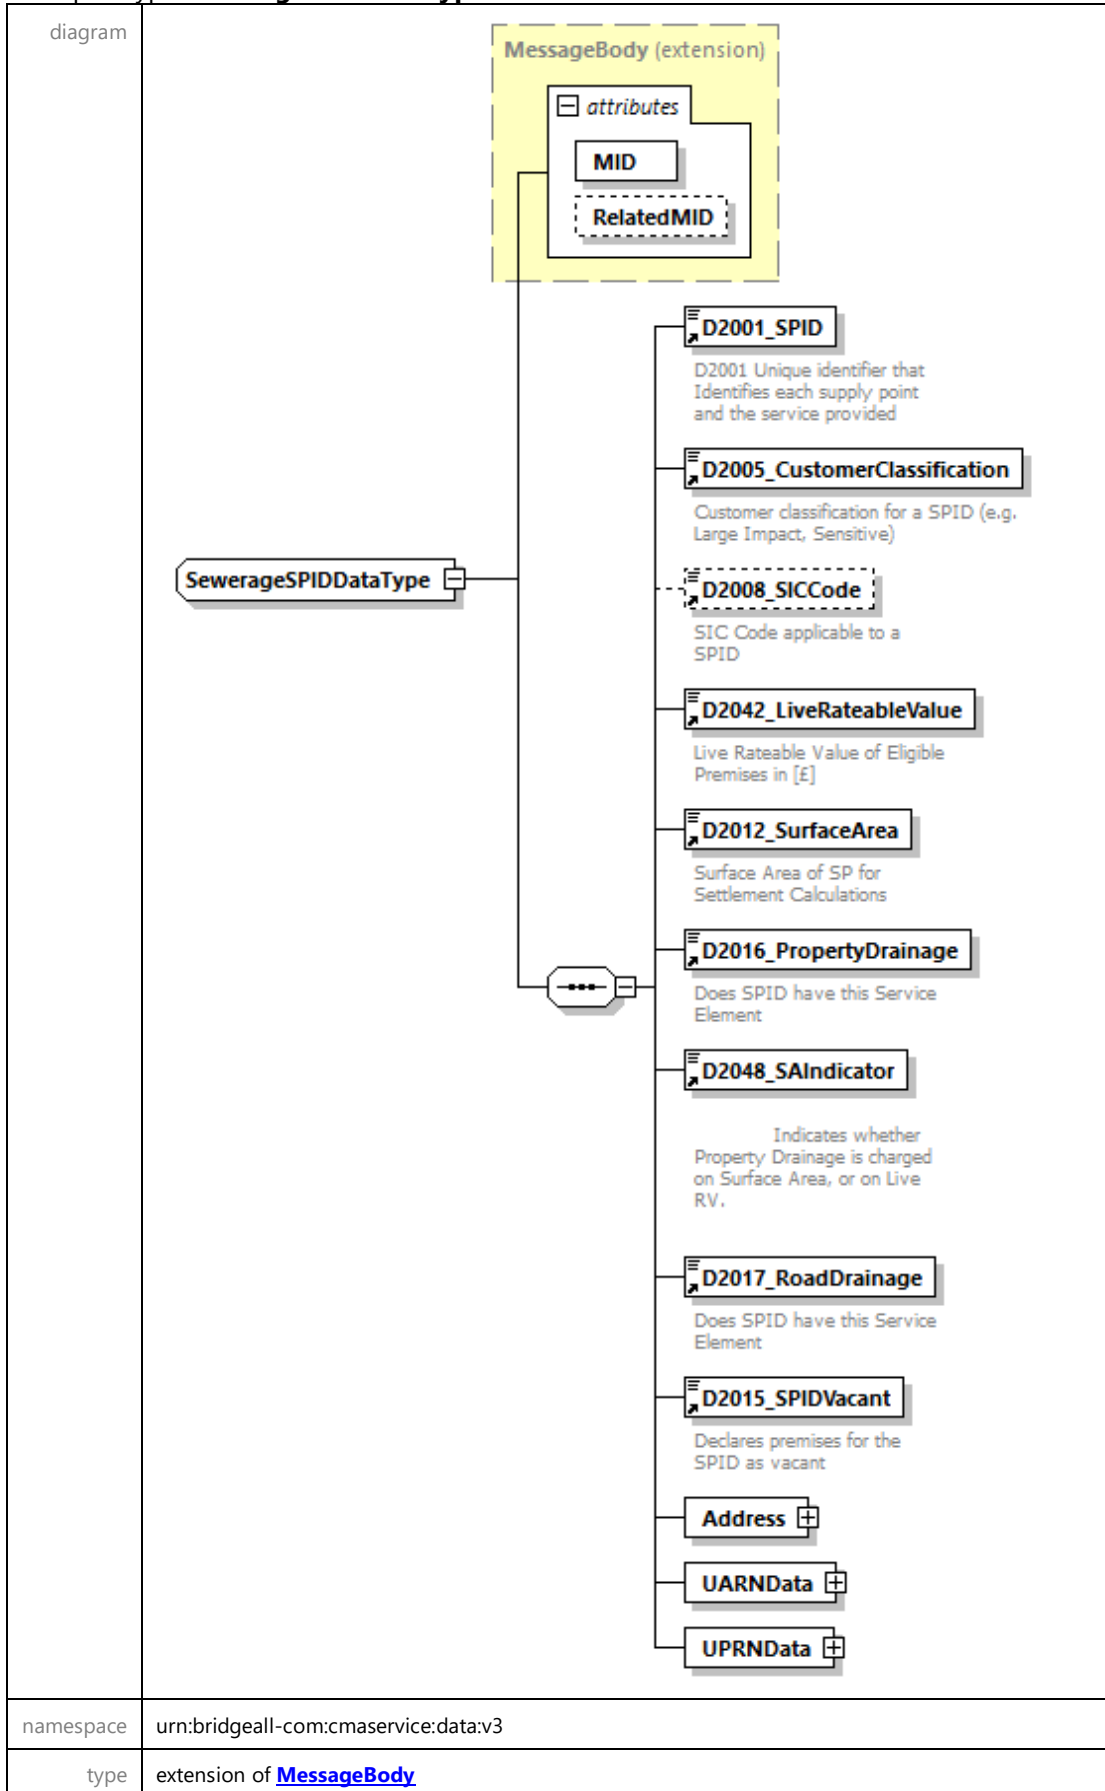 diagram
MessageBody (extension)
attributes
MID
RelatedMID
D2001_SPID
D2001 Unique identifier that
Identifies each supply point
and the service provided
D2005_CustomerClassification
Customer classification for a SPID (e.g.
Large Impact, Sensitive)
SewerageSPIDDataType
D2008_SICCode
SIC Code applicable to a
SPID
D2042_LiveRateableValue
Live Rateable Value of Eligible
Premises in [£]
D2012_SurfaceArea
Surface Area of SP for
Settlement Calculations
D2016_PropertyDrainage
Does SPID have this Service
Element
D2048_SAIndicator
Indicates whether
Property Drainage is charged
on Surface Area, or on Live
RV.
D2017_RoadDrainage
Does SPID have this Service
Element
D2015_SPIDVacant
Declares premises for the
SPID as vacant
Address
UARNData
UPRNData
namespace urn:bridgeall-com:cmaservice:data:v3
type extension of MessageBody